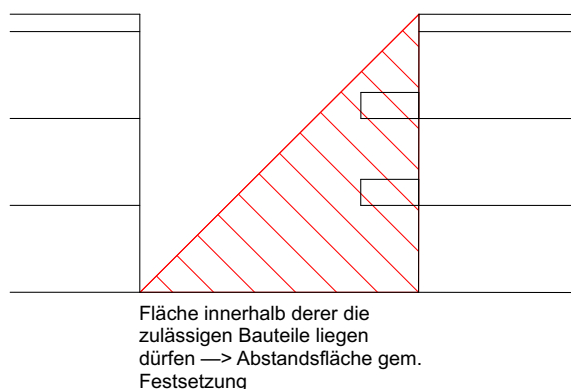 Fläche innerhalb derer die
zulässigen Bauteile liegen
dürfen —> Abstandsfläche gem.
Festsetzung